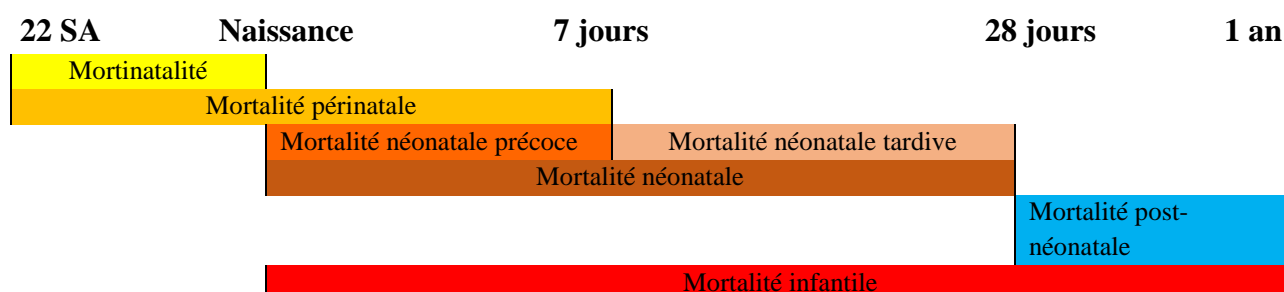 22 SA Naissance 7 jours 28 jours 1 an
Mortinatalité
Mortalité périnatale
Mortalité néonatale précoce Mortalité néonatale tardive
Mortalité néonatale
Mortalité post-
néonatale
Mortalité infantile